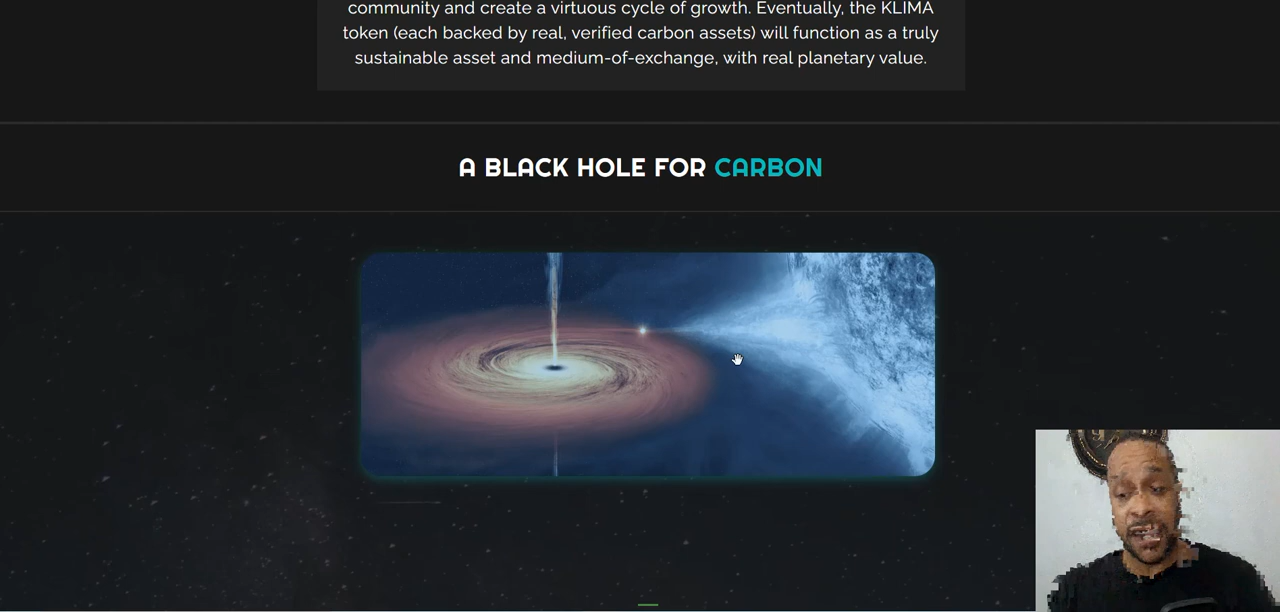 community and create a virtuous cycle of growth. Eventually, the KLIMA
token (each backed by real, verified carbon assets) will function as a truly
sustainable asset and medium-of-exchange, with real planetary value.
A BLACK HOLE FOR CARBON